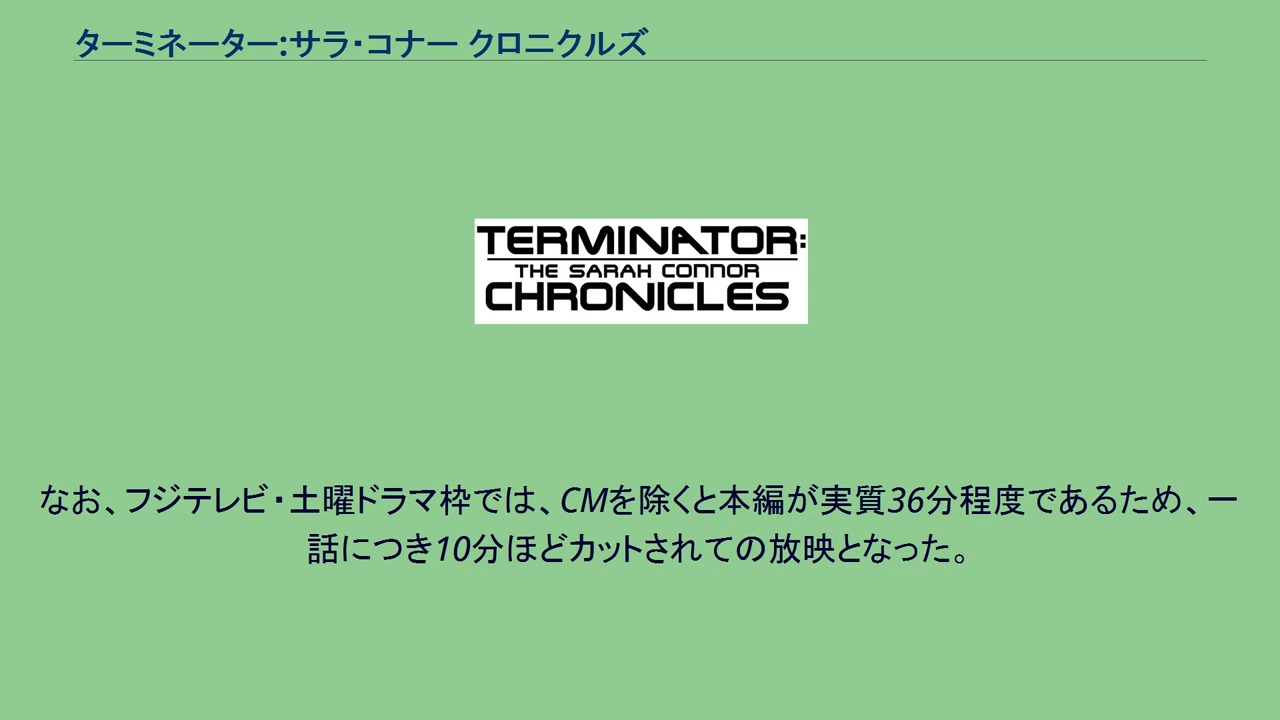 ターミネーター:サラ・コナー クロニクルズ
TERMINATOR:
THE SARAH CONNOR
CHRONICLES
なお、フジテレビ・土曜ドラマ枠では、CMを除くと本編が実質36分程度であるため、一
話につき10分ほどカットされての放映となった。